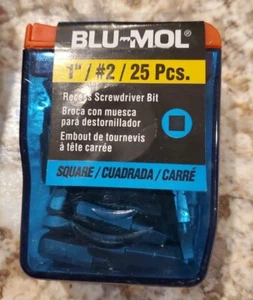 BLU-MOL®
1" / #2 / 25 Pcs.
Recess Screwdriver Bit
Broca con muesca
para destornillador
Embout de tournevis
à tête carrée
SQUARE / CUADRADA / CARRÉ